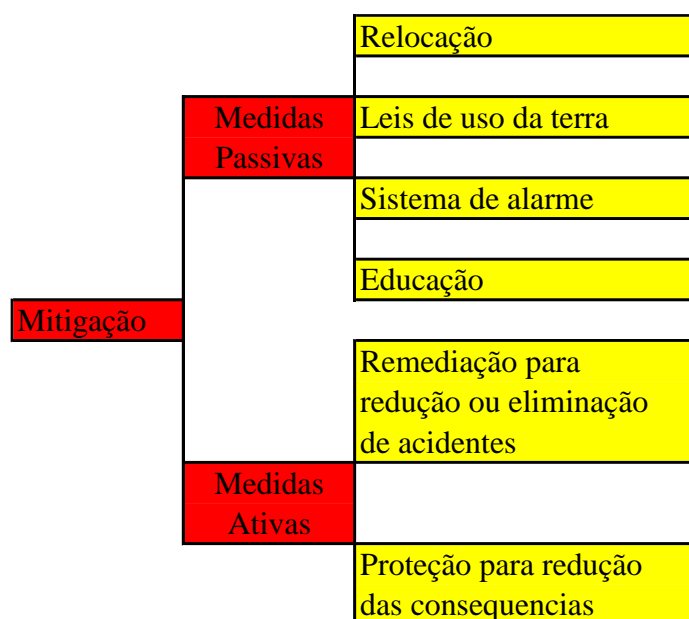 Relocação
Medidas
Passivas
Leis de uso da terra
Sistema de alarme
Educação
Mitigação
Remediação para
redução ou eliminação
de acidentes
Medidas
Ativas
Proteção para redução
das consequencias